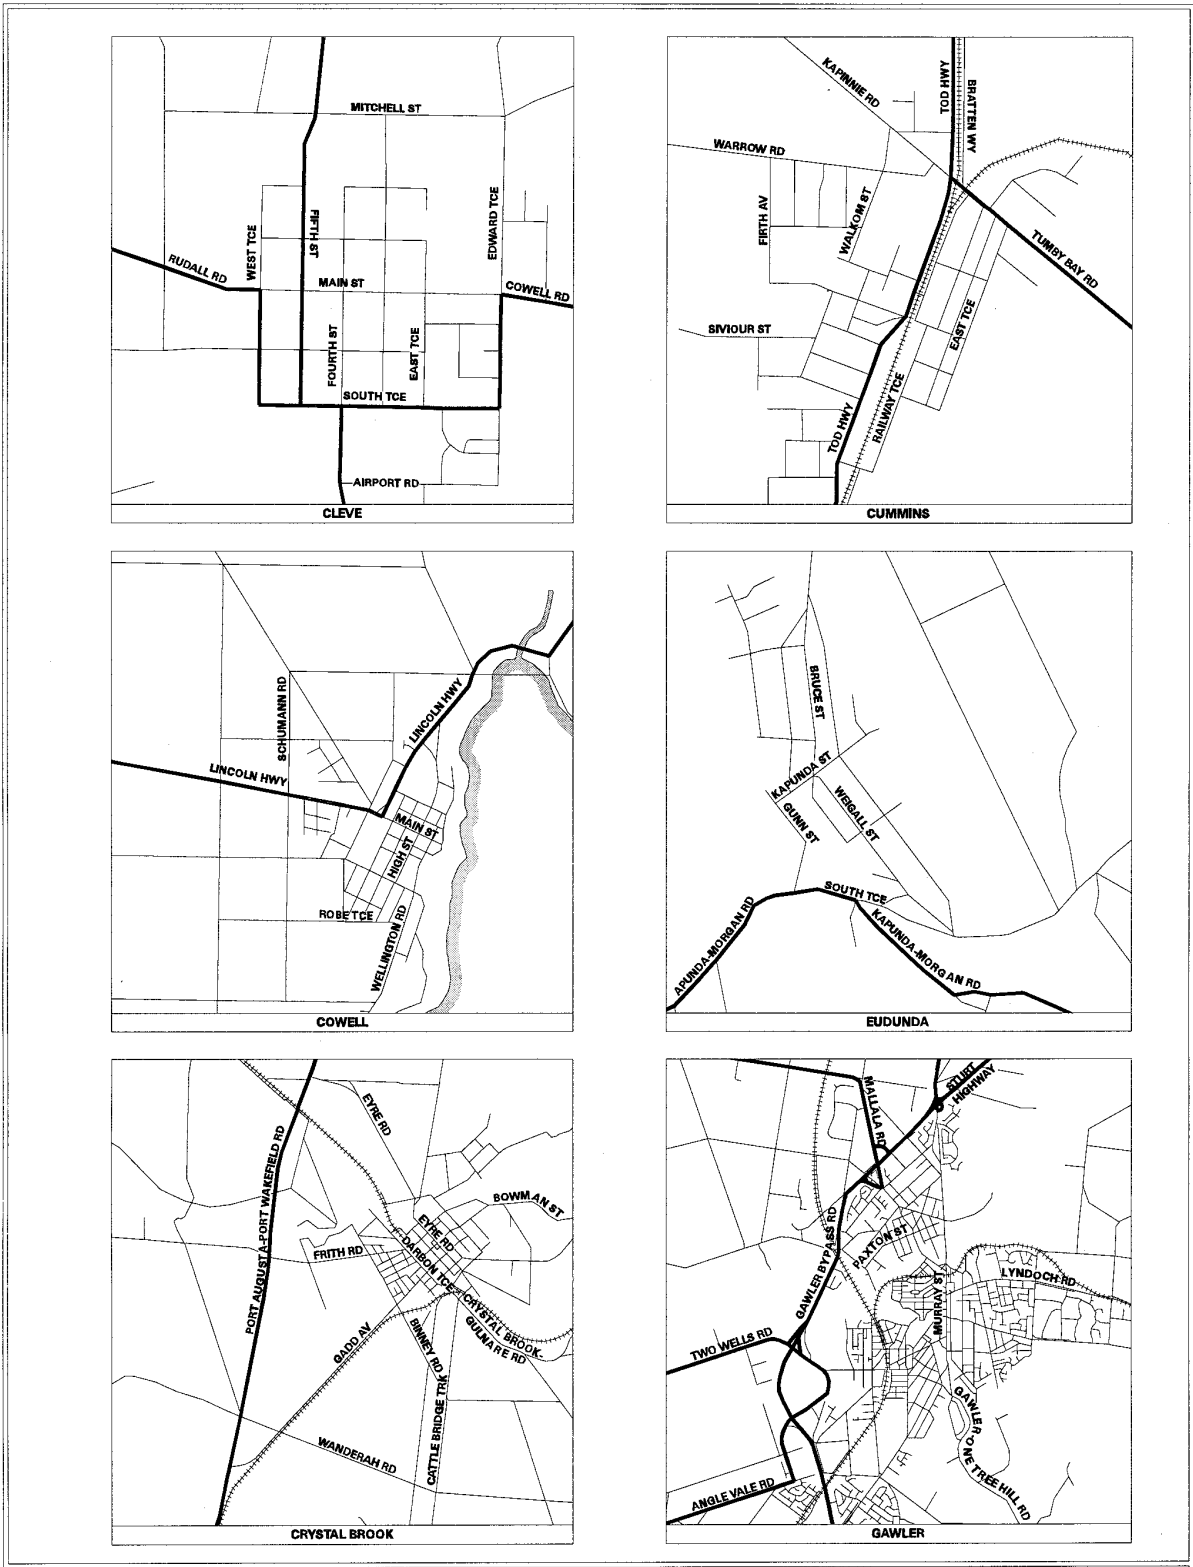 MITCHELL ST
FIFTH ST
WEST TCE
EDWARD TCE
RUDALL RD
MAIN ST
COWELL RD
FOURTH ST
EAST TCE
SOUTH TCE
AIRPORT RD
CLEVE
KAPINNIE RD
TOD HWY
BRATTEN WY
WARROW RD
FIRTH AV
WALKOM ST
TUMBY BAY RD
SIVIOUR ST
EAST TCE
TOD HWY
RAILWAY TCE
CUMMINS
SCHUMANN RD
LINCOLN HWY
LINCOLN HWY
MAIN ST
HIGH ST
ROBE TCE
WELLINGTON RD
COWELL
BRUCE ST
KAPUNDA ST
GUNN ST
WEIGALL ST
SOUTH TCE
APUNDA-MORGAN RD
KAPUNDA-MORGAN RD
EUDUNDA
EYRE RD
PORT AUGUSTA-PORT WAKEFIELD RD
BOWMAN ST
EYRE RD
FRITH RD
DARBON TCE
CRYSTAL BROOK-
GULNARE RD
GADD AV
BINNEY RD
CATTLE BRIDGE TRK
WANDERAH RD
CRYSTAL BROOK
STURT
HIGHWAY
MALLALA RD
GAWLER BYPASS RD
PAXTON ST
LYNDOCH RD
MURRAY ST
TWO WELLS RD
GAWLER-ONE TREE HILL RD
ANGLE VALE RD
GAWLER